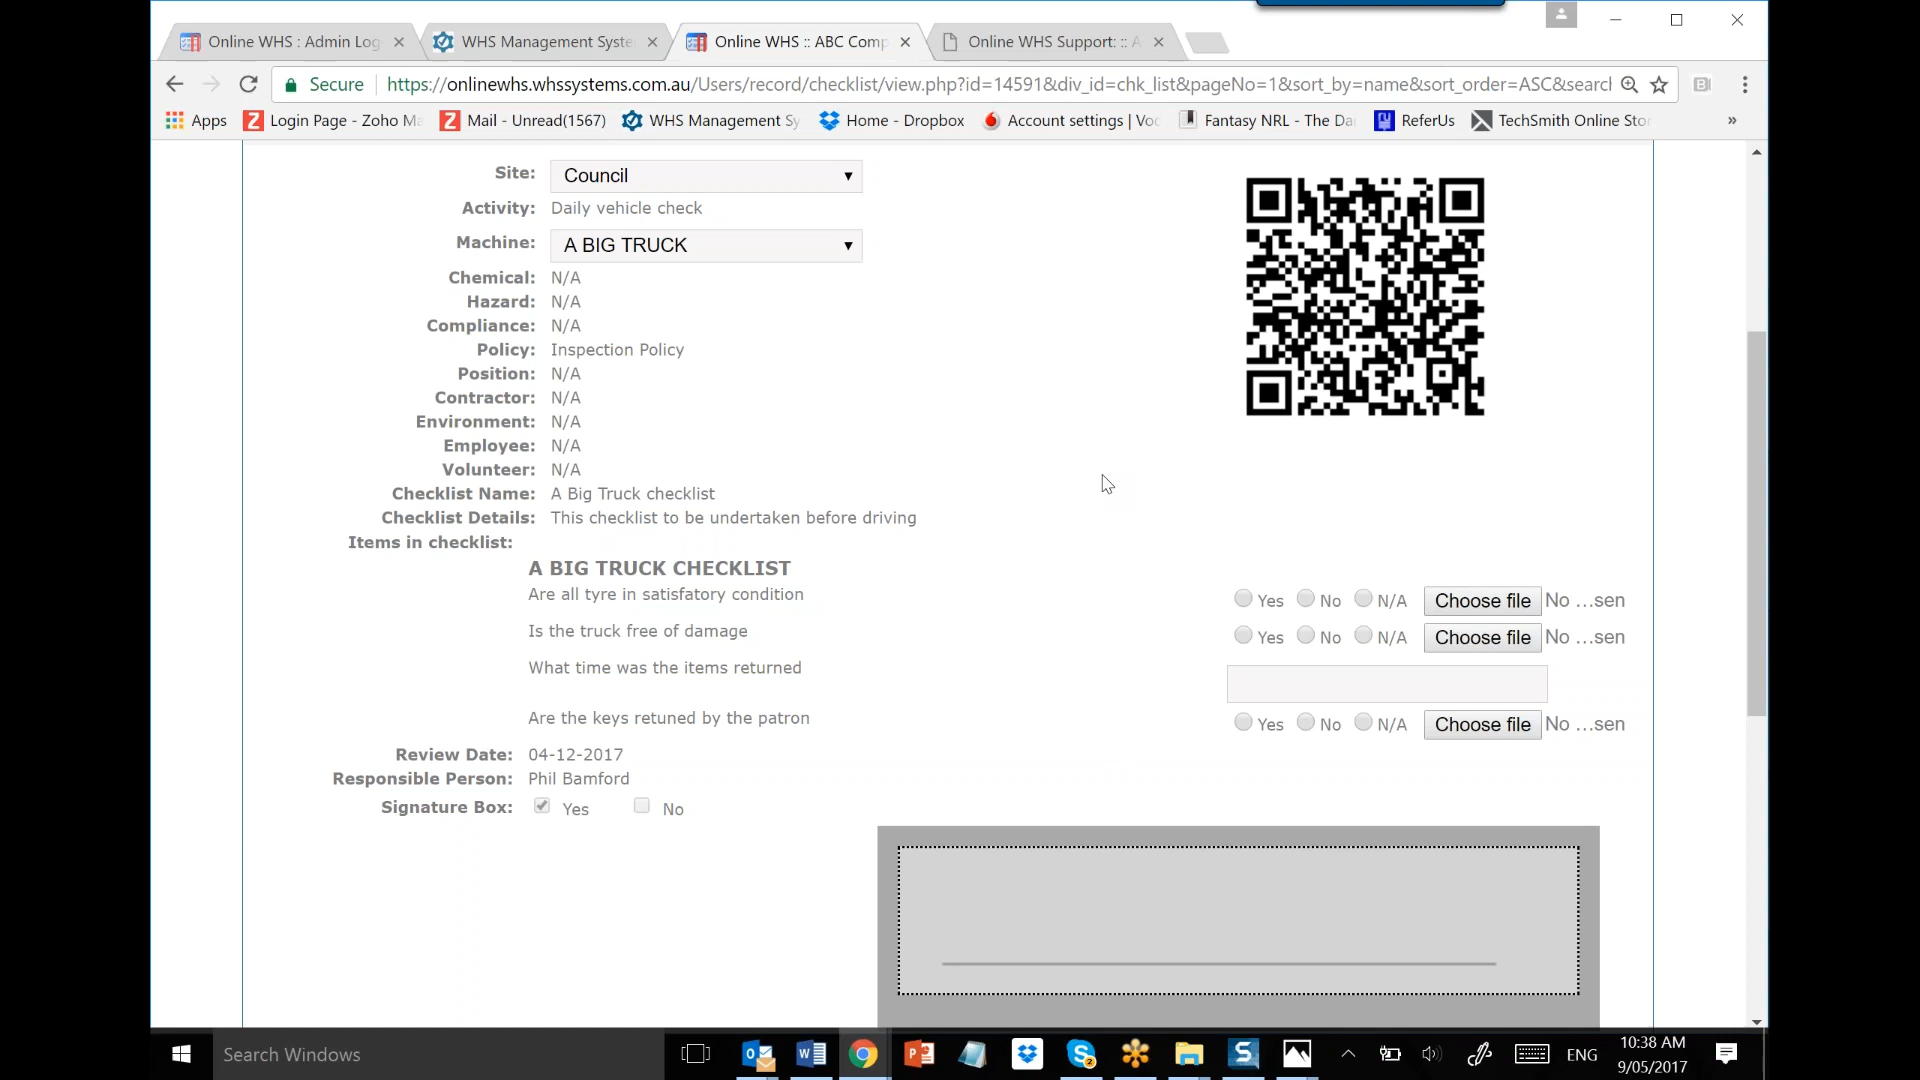 Online WHS : Admin Log
WHS Management Syste
Online WHS :: ABC Comp
Online WHS Support: :: A
Secure
https://onlinewhs.whssystems.com.au/Users/record/checklist/view.php?id=14591&div_id=chk_list&pageNo=1&sort_by=name&sort_order=ASC&searcl
Apps
Login Page - Zoho Ma
Mail - Unread(1567)
WHS Management Sy
Home - Dropbox
Account settings | Voc
Fantasy NRL - The Da
ReferUs
TechSmith Online Stor
»
Site: Council
Activity: Daily vehicle check
Machine: A BIG TRUCK
Chemical: N/A
Hazard: N/A
Compliance: N/A
Policy: Inspection Policy
Position: N/A
Contractor: N/A
Environment: N/A
Employee: N/A
Volunteer: N/A
Checklist Name: A Big Truck checklist
Checklist Details: This checklist to be undertaken before driving
Items in checklist:
A BIG TRUCK CHECKLIST
Are all tyre in satisfatory condition Yes No N/A Choose file No ...sen
Is the truck free of damage Yes No N/A Choose file No ...sen
What time was the items returned
Are the keys retuned by the patron Yes No N/A Choose file No ...sen
Review Date: 04-12-2017
Responsible Person: Phil Bamford
Signature Box: Yes No
Search Windows
ENG
10:38 AM
9/05/2017